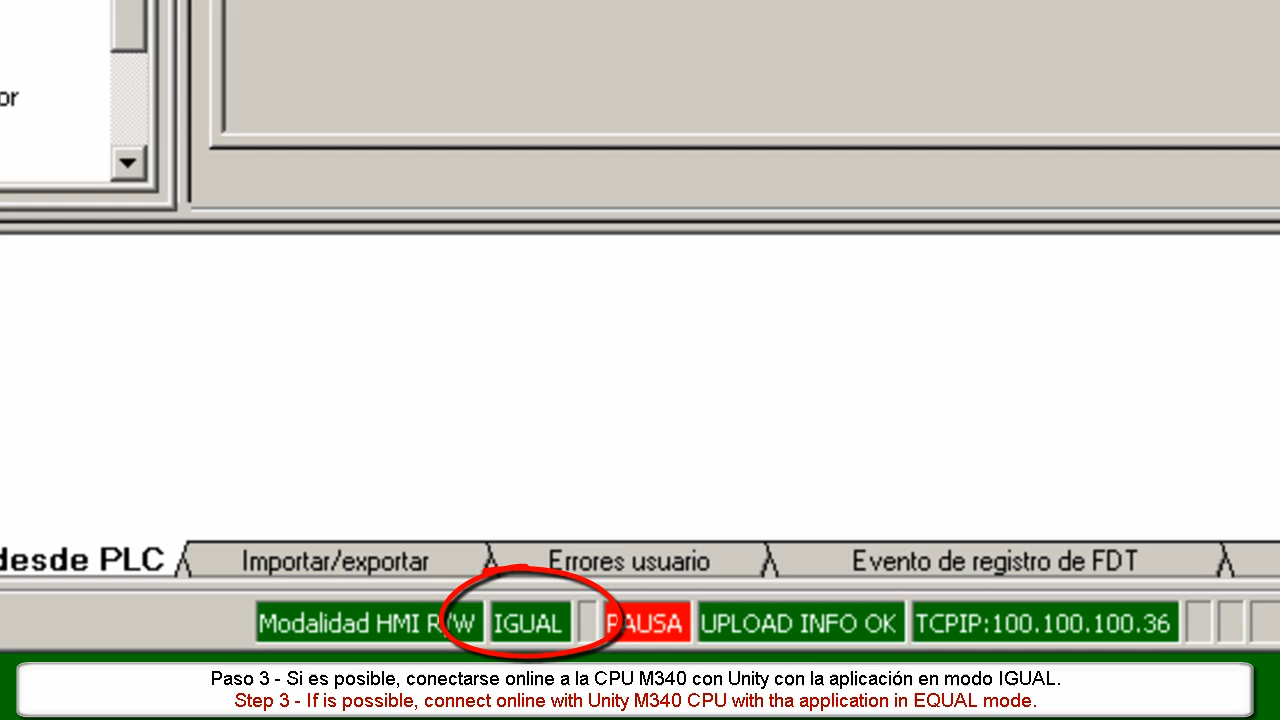 or
desde PLC Importar/exportar Errores usuario Evento de registro de FDT
Modalidad HMI R/W IGUAL PAUSA UPLOAD INFO OK TCPIP:100.100.100.36
Paso 3 - Si es posible, conectarse online a la CPU M340 con Unity con la aplicación en modo IGUAL.
Step 3 - If is possible, connect online with Unity M340 CPU with tha application in EQUAL mode.